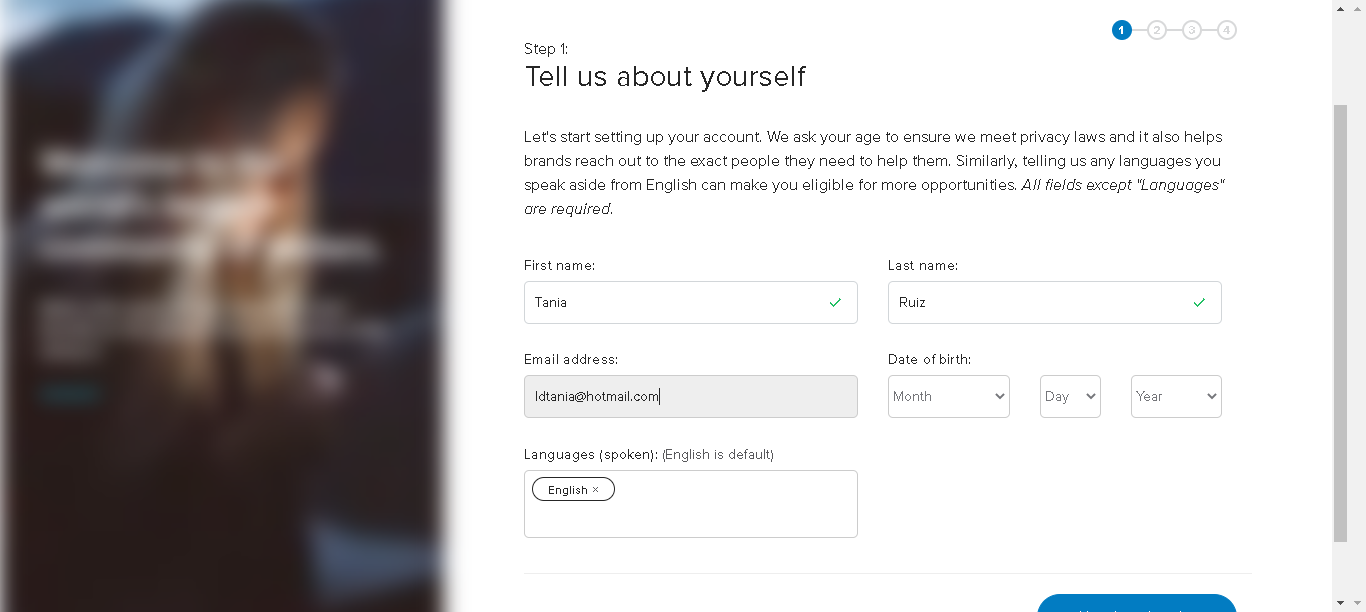 1 2 3 4
Step 1:
Tell us about yourself
Let's start setting up your account. We ask your age to ensure we meet privacy laws and it also helps
brands reach out to the exact people they need to help them. Similarly, telling us any languages you
speak aside from English can make you eligible for more opportunities. All fields except "Languages"
are required.
First name: Last name:
Tania Ruiz
Email address: Date of birth:
ldtania@hotmail.com Month Day Year
Languages (spoken): (English is default)
English ×